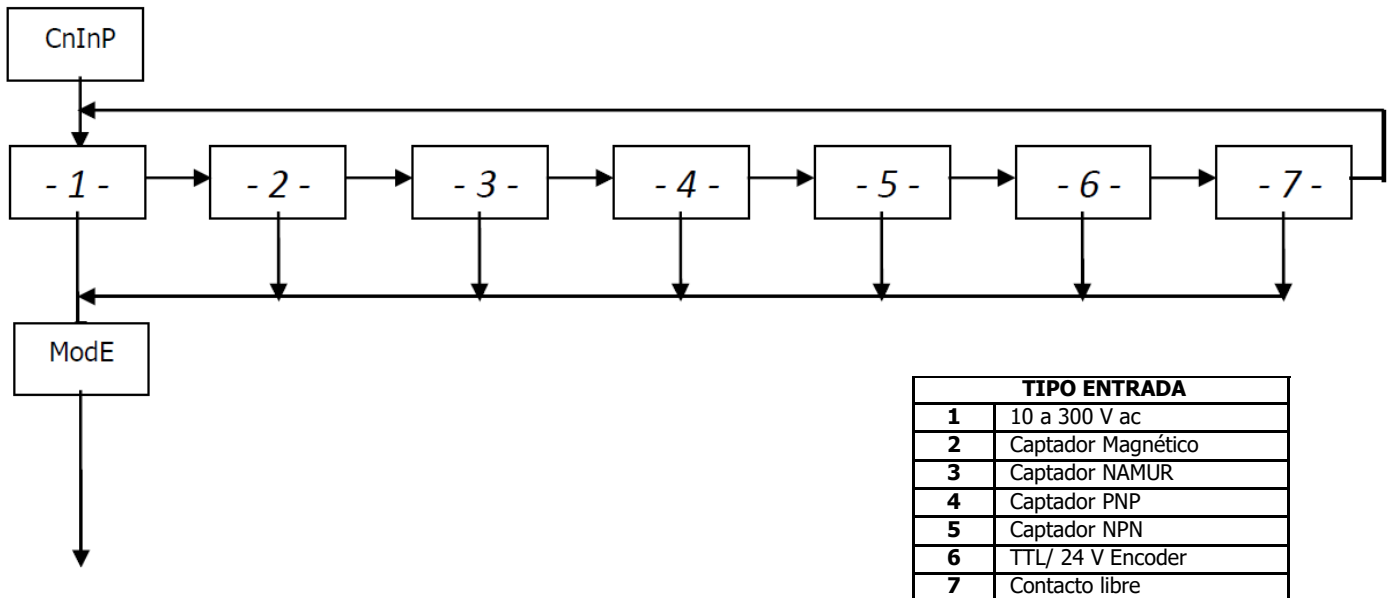 CnInP
- 1 -
- 2 -
- 3 -
- 4 -
- 5 -
- 6 -
- 7 -
ModE
TIPO ENTRADA
1 10 a 300 V ac
2 Captador Magnético
3 Captador NAMUR
4 Captador PNP
5 Captador NPN
6 TTL/ 24 V Encoder
7 Contacto libre